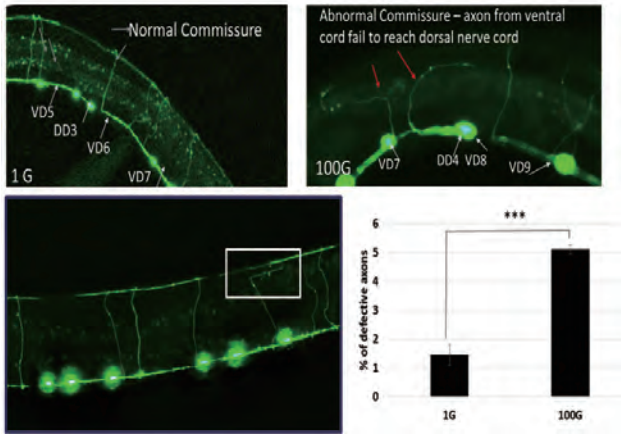 Normal Commissure
VD5
DD3
VD6
VD7
1 G
Abnormal Commissure – axon from ventral
cord fail to reach dorsal nerve cord
VD7
DD4
VD8
VD9
100G
% of defective axons
6
5
4
3
2
1
0
***
1G
100G